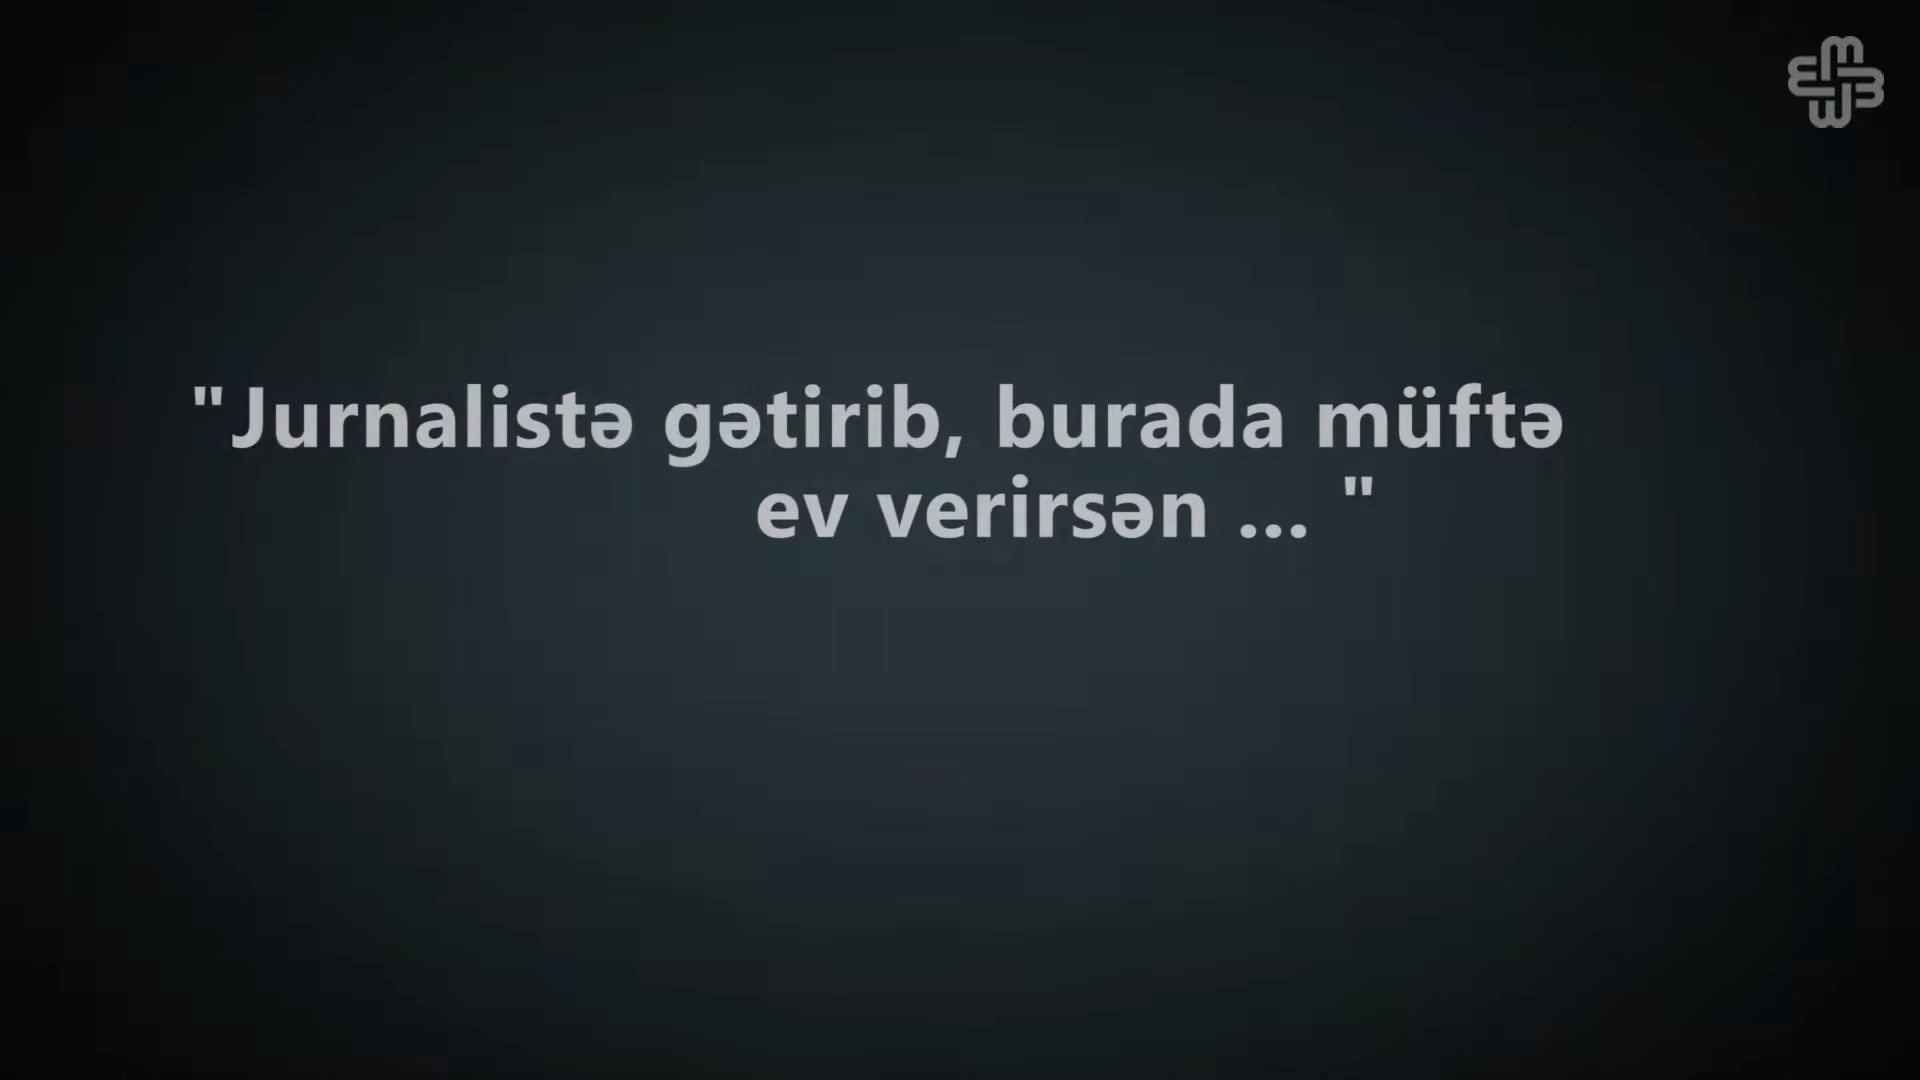 "Jurnalistə gətirib, burada müftə
ev verirsən ... "